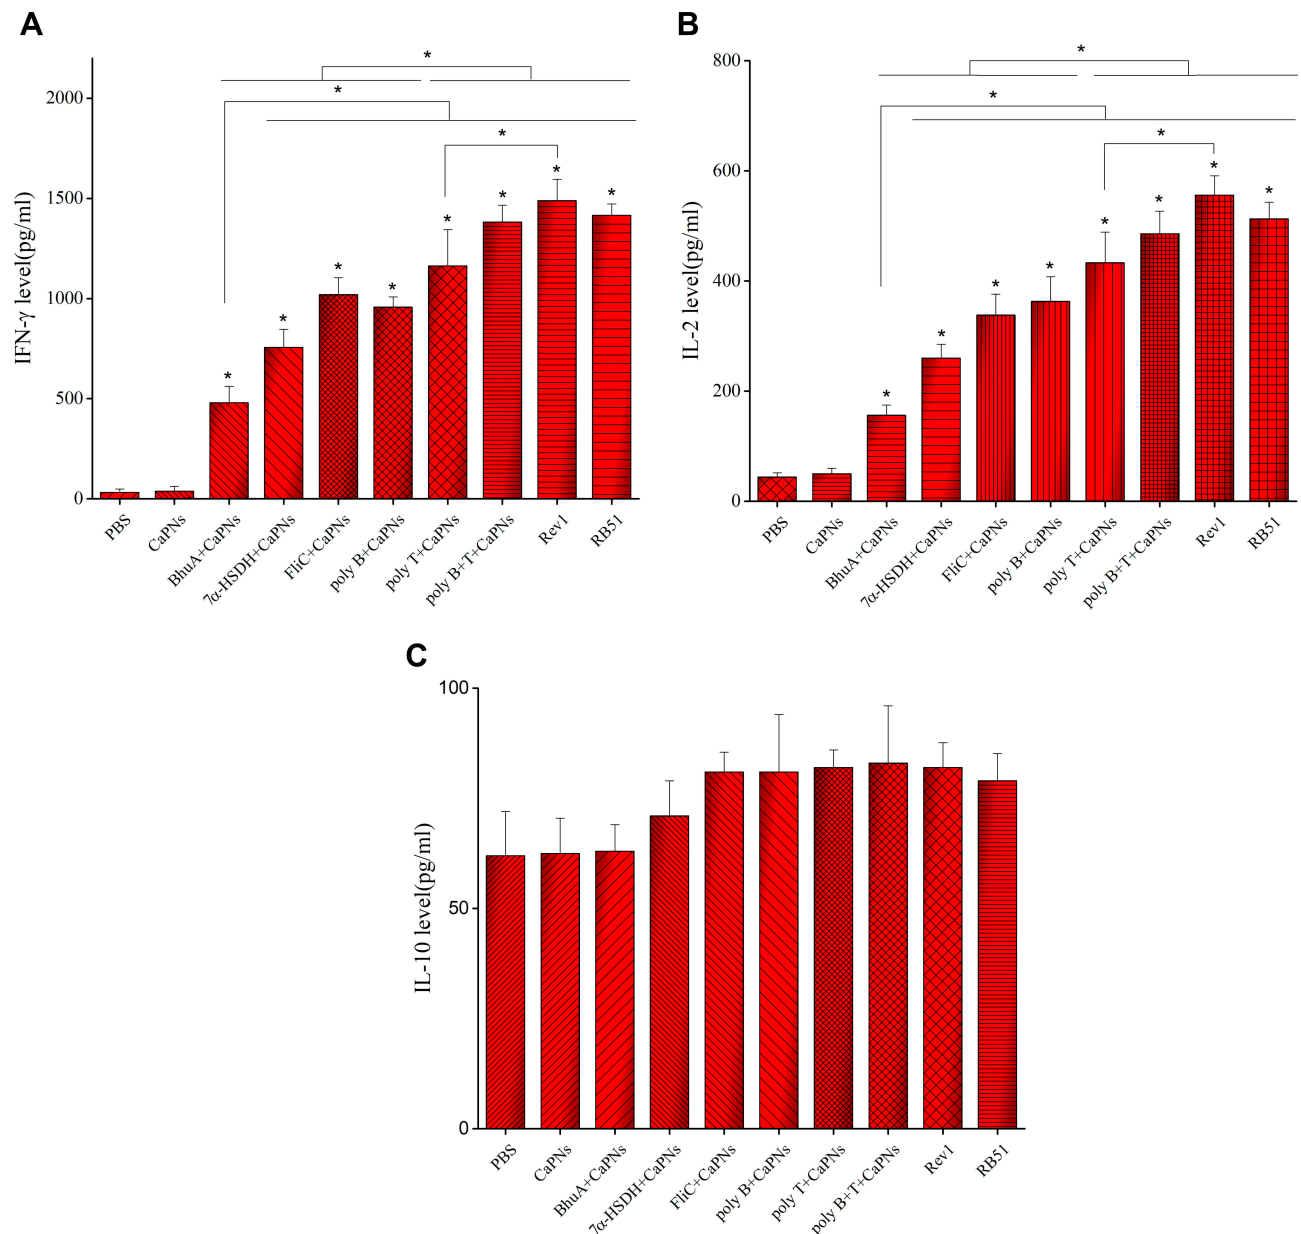 A
IFN-γ level(pg/ml)
2000
1500
1000
500
0
*
*
*
*
*
*
*
*
*
*
*
PBS
CaPNs
BhuA+CaPNs
7α-HSDH+CaPNs
FliC+CaPNs
poly B+CaPNs
poly T+CaPNs
poly B+T+CaPNs
Rev1
RB51
B
IL-2 level(pg/ml)
800
600
400
200
0
*
*
*
*
*
*
*
*
*
*
*
PBS
CaPNs
BhuA+CaPNs
7α-HSDH+CaPNs
FliC+CaPNs
poly B+CaPNs
poly T+CaPNs
poly B+T+CaPNs
Rev1
RB51
C
IL-10 level(pg/ml)
100
50
0
PBS
CaPNs
BhuA+CaPNs
7α-HSDH+CaPNs
FliC+CaPNs
poly B+CaPNs
poly T+CaPNs
poly B+T+CaPNs
Rev1
RB51